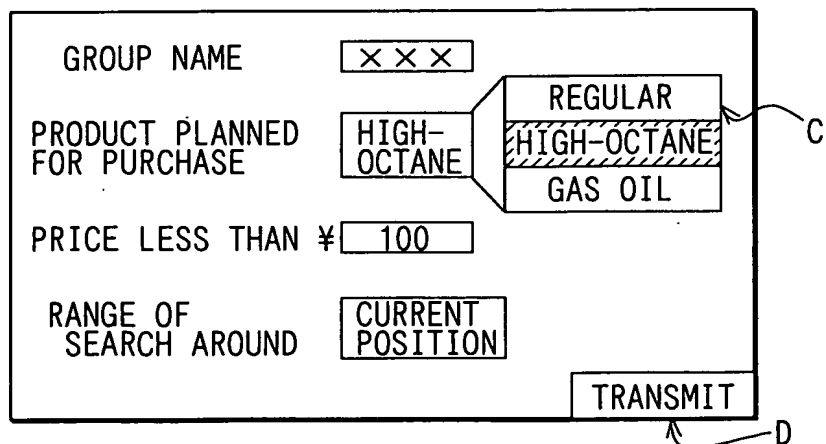 GROUP NAME ×××
REGULAR
C
PRODUCT PLANNED
FOR PURCHASE
HIGH-
OCTANE
HIGH-OCTANE
GAS OIL
PRICE LESS THAN ¥ 100
RANGE OF
SEARCH AROUND
CURRENT
POSITION
TRANSMIT
D